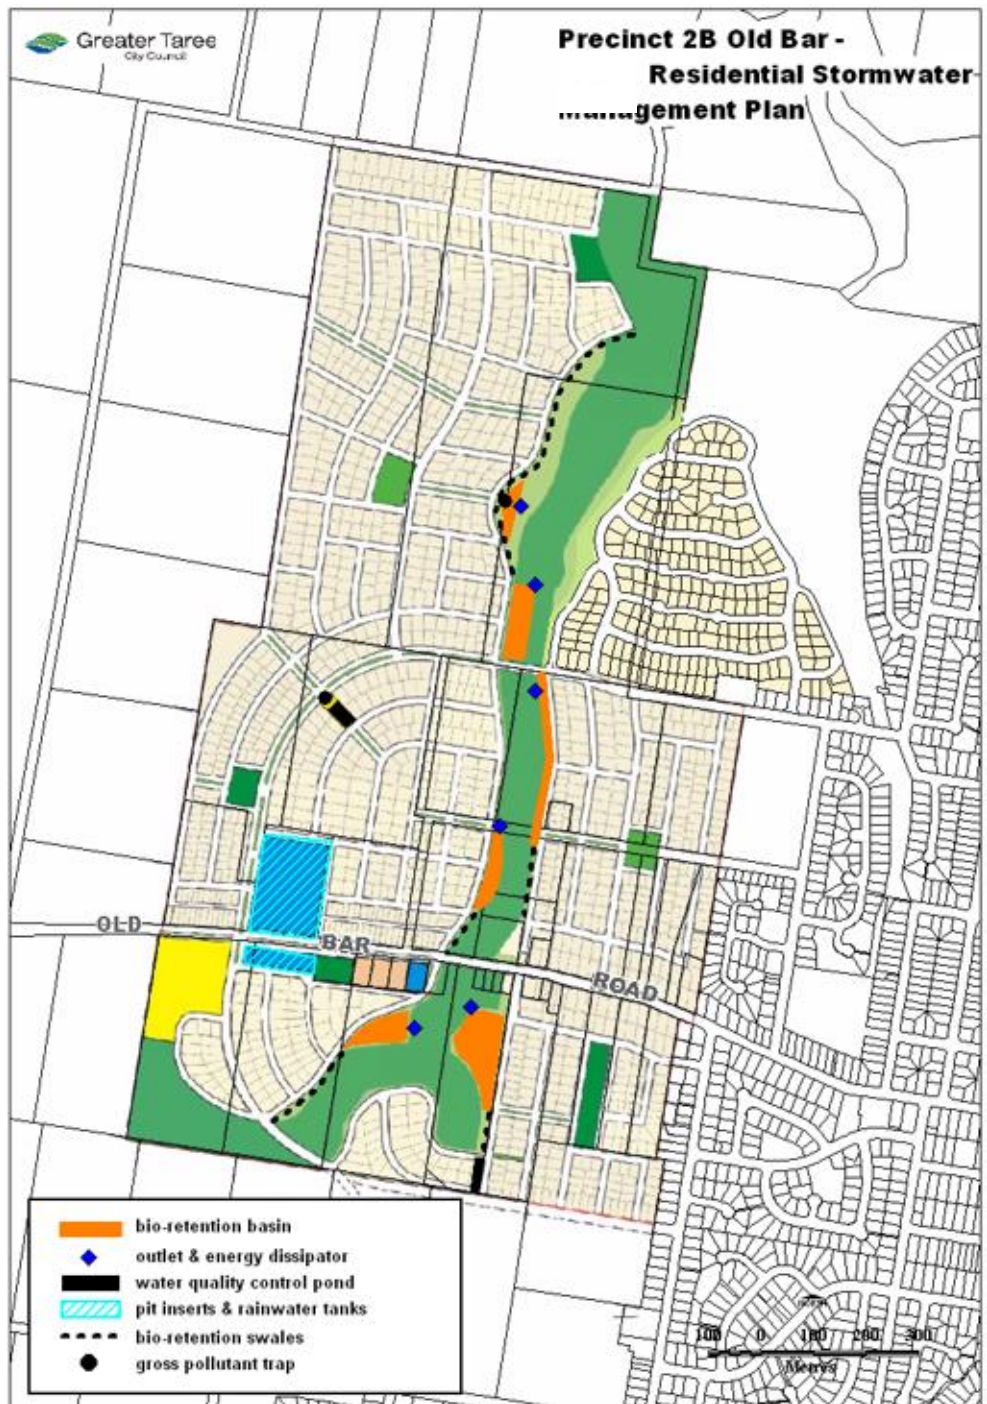 Greater Taree
City Council
Precinct 2B Old Bar -
Residential Stormwater
Management Plan
OLD
BAR
ROAD
bio-retention basin
outlet & energy dissipator
water quality control pond
pit inserts & rainwater tanks
bio-retention swales
gross pollutant trap
100 0 100 200 300
Metres